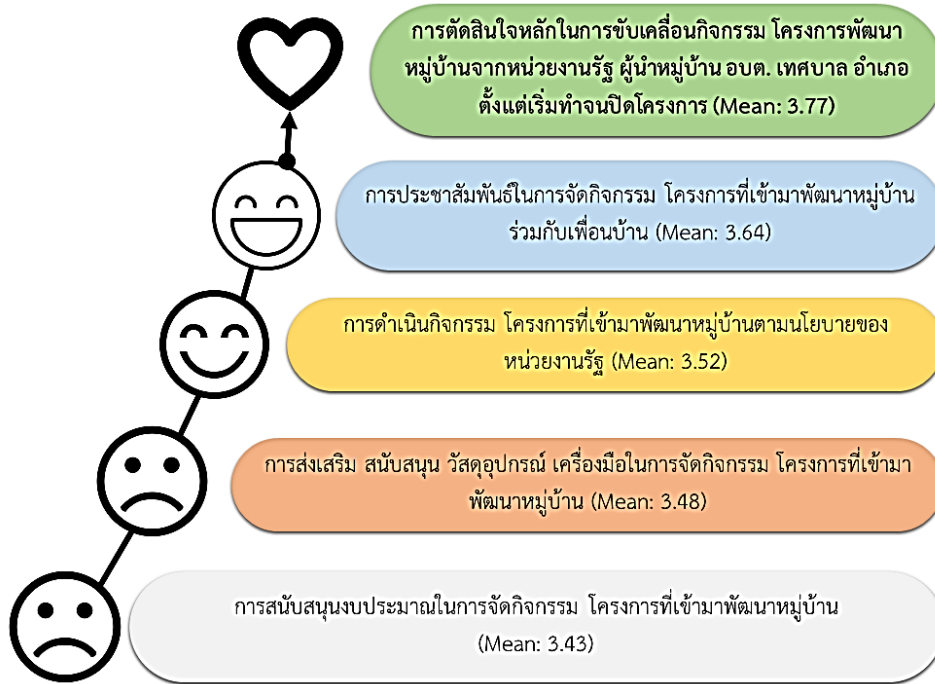 การตัดสินใจหลักในการขับเคลื่อนกิจกรรม โครงการพัฒนา
หมู่บ้านจากหน่วยงานรัฐ ผู้นำหมู่บ้าน อบต. เทศบาล อำเภอ
ตั้งแต่เริ่มทำจนปิดโครงการ (Mean: 3.77)
การประชาสัมพันธ์ในการจัดกิจกรรม โครงการที่เข้ามาพัฒนาหมู่บ้าน
ร่วมกับเพื่อนบ้าน (Mean: 3.64)
การดำเนินกิจกรรม โครงการที่เข้ามาพัฒนาหมู่บ้านตามนโยบายของ
หน่วยงานรัฐ (Mean: 3.52)
การส่งเสริม สนับสนุน วัสดุอุปกรณ์ เครื่องมือในการจัดกิจกรรม โครงการที่เข้ามา
พัฒนาหมู่บ้าน (Mean: 3.48)
การสนับสนุนงบประมาณในการจัดกิจกรรม โครงการที่เข้ามาพัฒนาหมู่บ้าน
(Mean: 3.43)